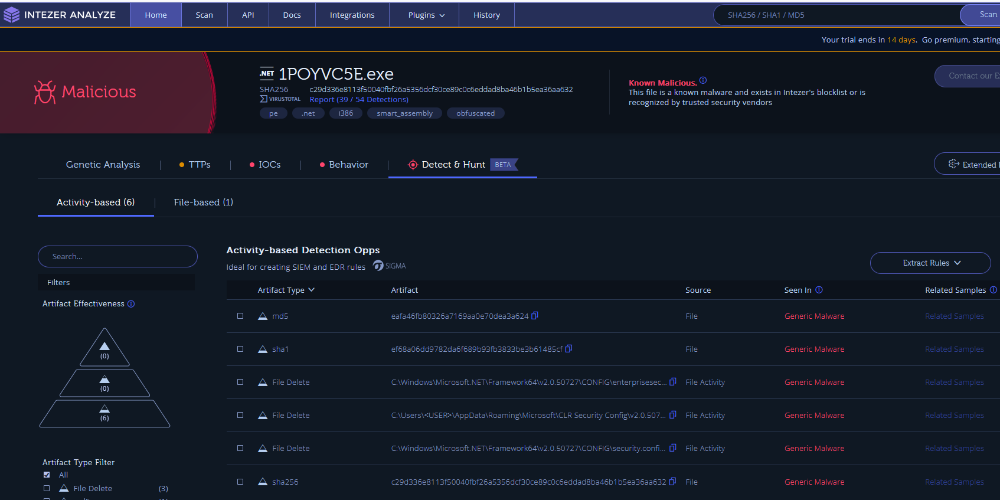 INTEZER ANALYZE Home Scan API Docs Integrations Plugins History SHA256 / SHA1 / MD5 Scan
Your trial ends in 14 days. Go premium, starting
Malicious
.NET 1POYVC5E.exe
SHA256 c29d336e8113f50040fbf26a5356dcf30ce89c0c6eddad8ba46b1b5ea36aa632
VIRUSTOTAL Report (39 / 54 Detections)
pe .net i386 smart_assembly obfuscated
Known Malicious.
This file is a known malware and exists in Intezer's blocklist or is
recognized by trusted security vendors
Contact our E
Genetic Analysis TTPs IOCs Behavior Detect & Hunt BETA
Extended
Activity-based (6) File-based (1)
Search...
Filters
Artifact Effectiveness
(0)
(0)
(6)
Artifact Type Filter
All
File Delete (3)
Activity-based Detection Opps
Ideal for creating SIEM and EDR rules SIGMA
Extract Rules
Artifact Type Artifact Source Seen In Related Samples
md5 eafa46fb80326a7169aa0e70dea3a624 File Generic Malware Related Samples
sha1 ef68a06dd9782da6f689b93fb3833be3b61485cf File Generic Malware Related Samples
File Delete C:\Windows\Microsoft.NET\Framework64\v2.0.50727\CONFIG\enterprisesec... File Activity Generic Malware Related Samples
File Delete C:\Users\<USER>\AppData\Roaming\Microsoft\CLR Security Config\v2.0.507... File Activity Generic Malware Related Samples
File Delete C:\Windows\Microsoft.NET\Framework64\v2.0.50727\CONFIG\security.confi... File Activity Generic Malware Related Samples
sha256 c29d336e8113f50040fbf26a5356dcf30ce89c0c6eddad8ba46b1b5ea36aa632 File Generic Malware Related Samples